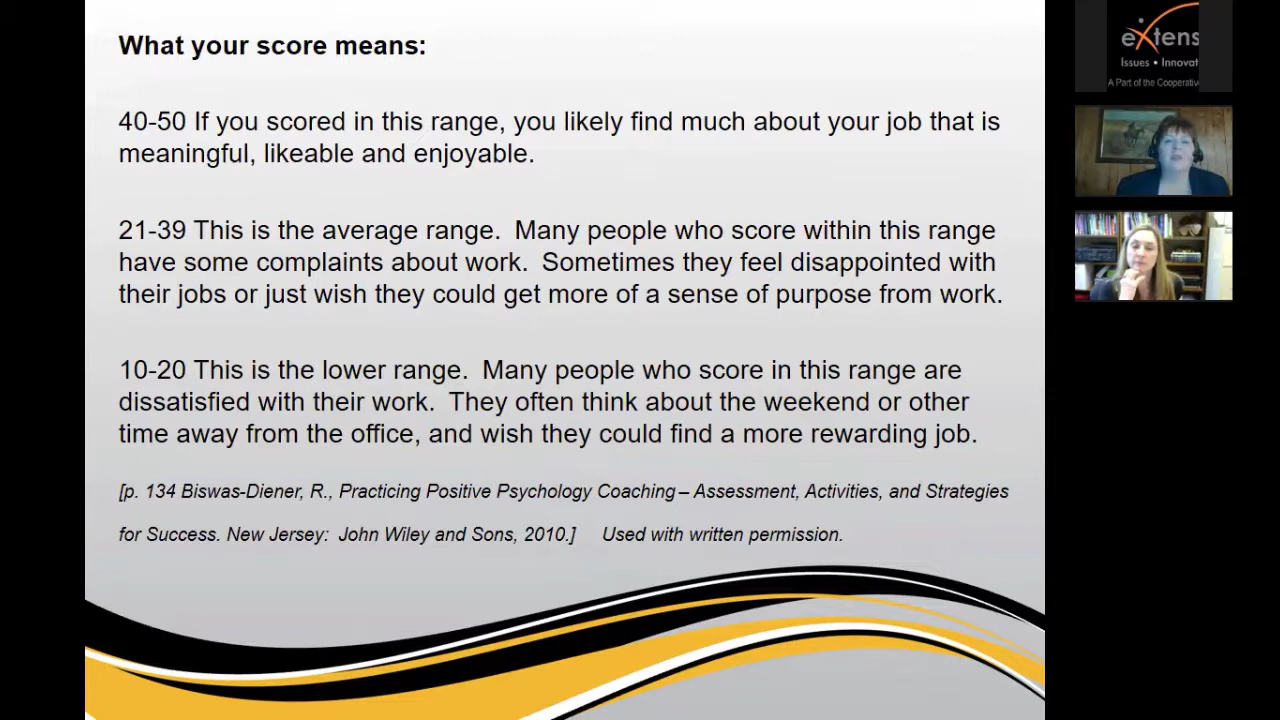 What your score means:
40-50 If you scored in this range, you likely find much about your job that is
meaningful, likeable and enjoyable.
21-39 This is the average range. Many people who score within this range
have some complaints about work. Sometimes they feel disappointed with
their jobs or just wish they could get more of a sense of purpose from work.
10-20 This is the lower range. Many people who score in this range are
dissatisfied with their work. They often think about the weekend or other
time away from the office, and wish they could find a more rewarding job.
[p. 134 Biswas-Diener, R., Practicing Positive Psychology Coaching – Assessment, Activities, and Strategies
for Success. New Jersey: John Wiley and Sons, 2010.] Used with written permission.
eXtens
Issues • Innovat
A Part of the Cooperative